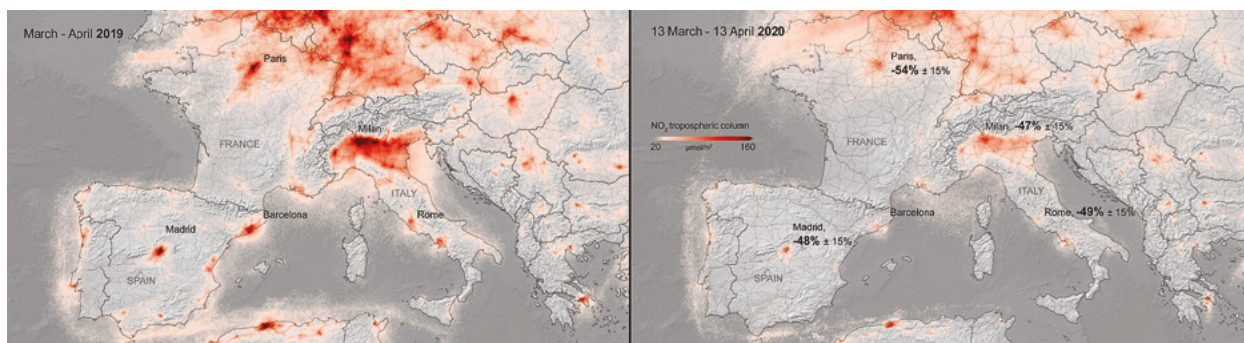 March - April 2019
Paris
FRANCE
Milan
ITALY
Barcelona
Rome
Madrid
SPAIN
13 March - 13 April 2020
Paris,
-54% ± 15%
NO₂ tropospheric column
20 µmol/m² 160
FRANCE
Milan, -47% ± 15%
ITALY
Barcelona
Rome, -49% ± 15%
Madrid,
-48% ± 15%
SPAIN